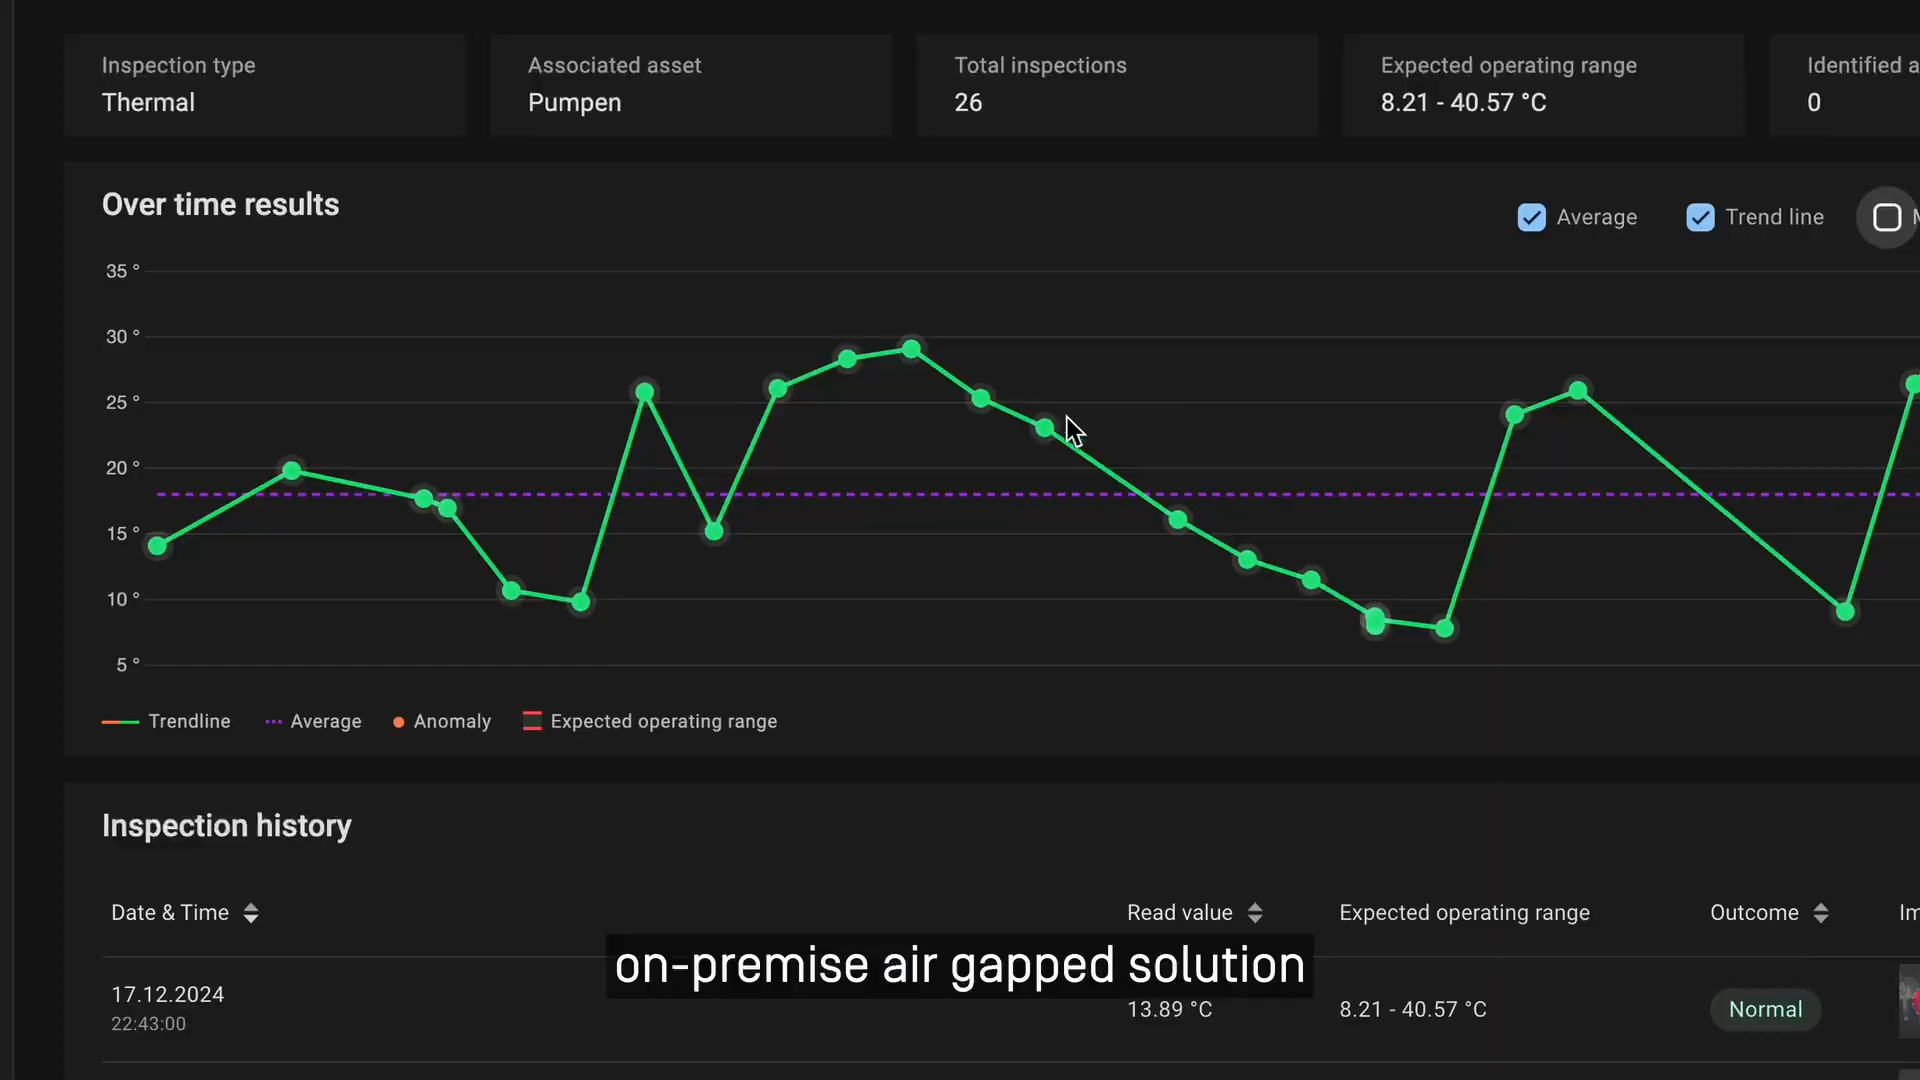 Inspection type
Thermal
Associated asset
Pumpen
Total inspections
26
Expected operating range
8.21 - 40.57 °C
Identified
0
Over time results
Average
Trend line
35 °
30 °
25 °
20 °
15 °
10 °
5 °
Trendline
Average
Anomaly
Expected operating range
Inspection history
Date & Time
Read value
Expected operating range
Outcome
on-premise air gapped solution
17.12.2024
22:43:00
13.89 °C
8.21 - 40.57 °C
Normal